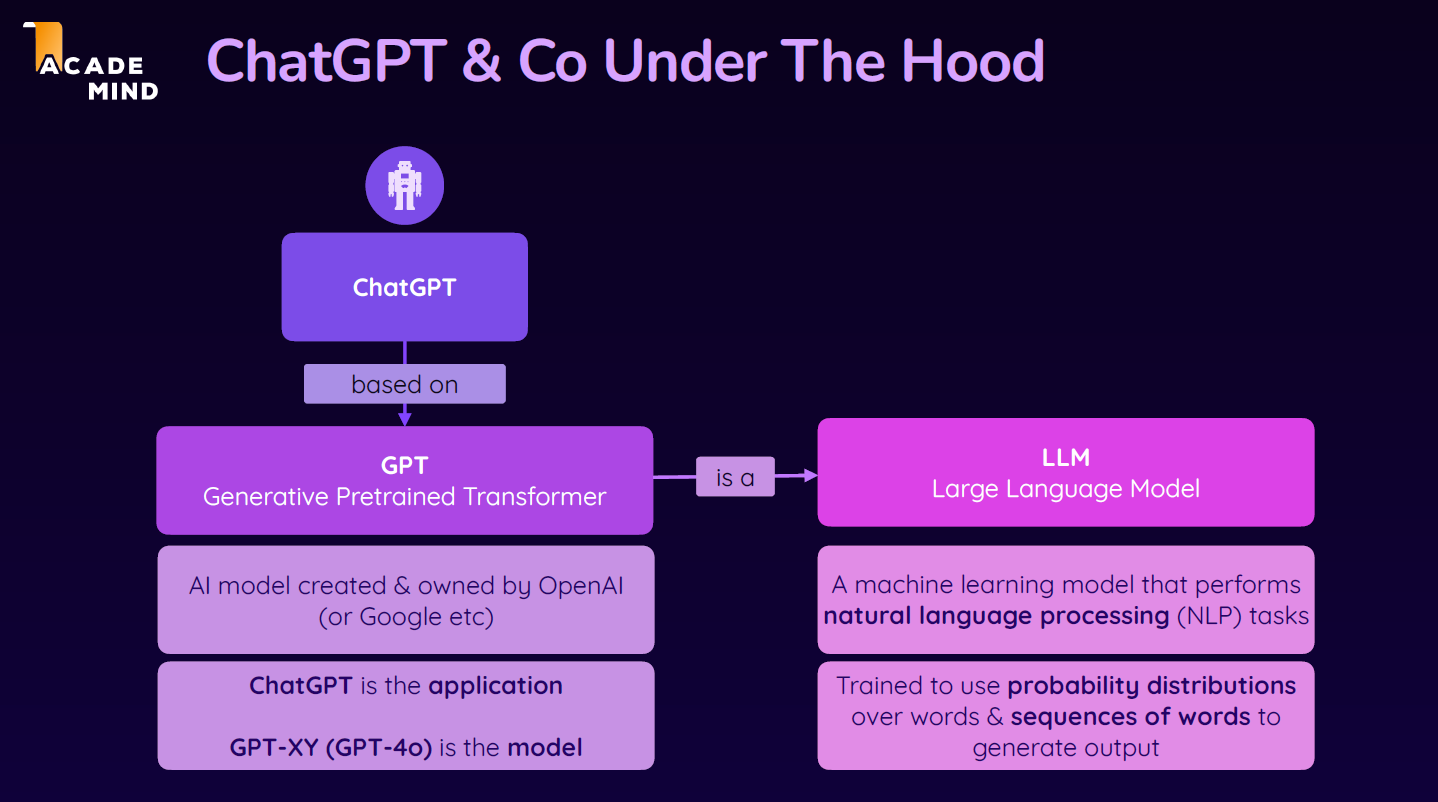 ACADE
MIND
ChatGPT & Co Under The Hood
ChatGPT
based on
GPT
Generative Pretrained Transformer
is a
LLM
Large Language Model
AI model created & owned by OpenAI
(or Google etc)
A machine learning model that performs
natural language processing (NLP) tasks
ChatGPT is the application
GPT-XY (GPT-4o) is the model
Trained to use probability distributions
over words & sequences of words to
generate output